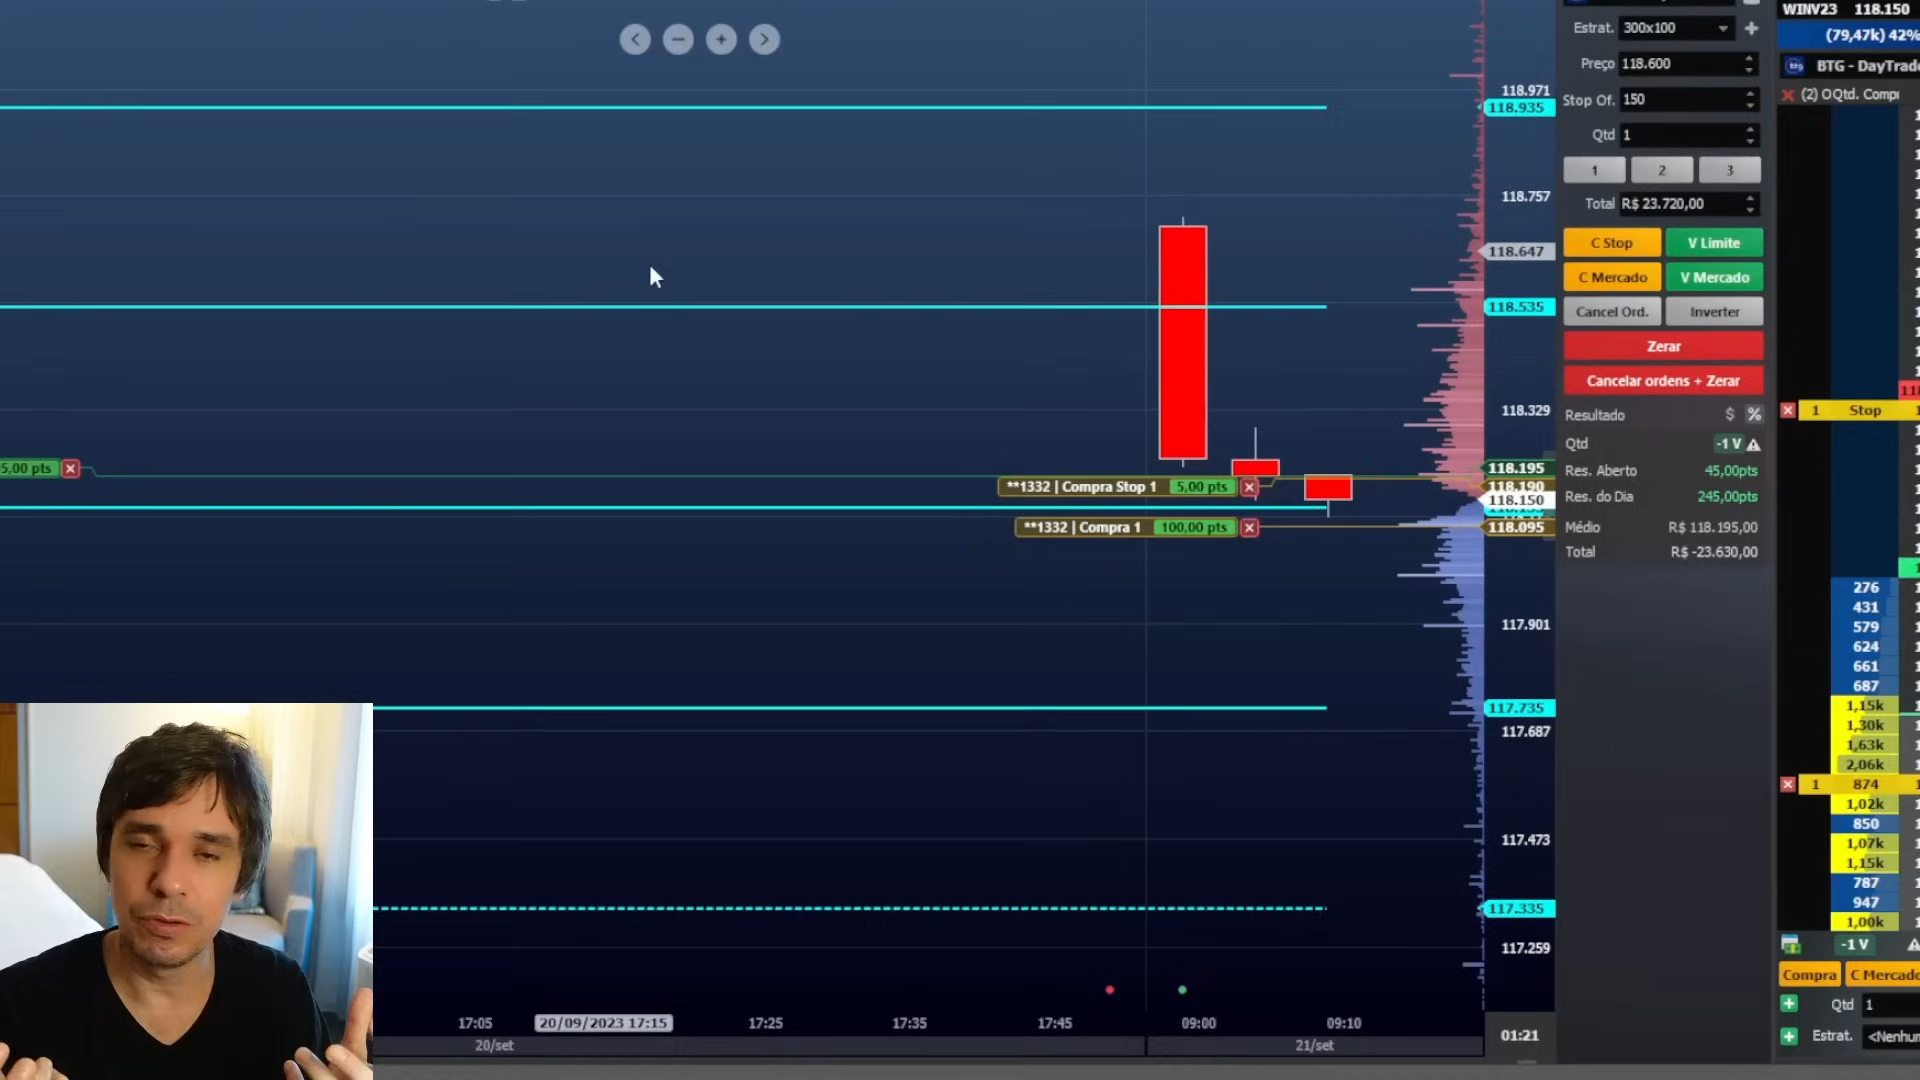 118.971
118.935
118.757
118.647
118.535
118.329
118.195
118.190
118.150
118.095
117.901
117.735
117.687
117.473
117.335
117.259
5,00 pts
**1332 | Compra Stop 1 5,00 pts
**1332 | Compra 1 100,00 pts
17:05 20/09/2023 17:15 17:25 17:35 17:45 09:00 09:10
20/set 21/set
01:21
Estrat. 300x100
Preço 118.600
Stop Of. 150
Qtd 1
1 2 3
Total R$ 23.720,00
C Stop V Limite
C Mercado V Mercado
Cancel Ord. Inverter
Zerar
Cancelar ordens + Zerar
Resultado $ %
Qtd -1 V
Res. Aberto 45,00pts
Res. do Dia 245,00pts
Médio R$ 118.195,00
Total R$ -23.630,00
WINV23 118.150
(79,47k) 42%
BTG - DayTrade
(2) OQtd. Compr
1 Stop
276
431
579
624
661
687
1,15k
1,30k
1,63k
2,06k
1 874
1,02k
850
1,07k
1,15k
787
947
1,00k
-1 V
Compra C Mercado
Qtd 1
Estrat. <Nenhum